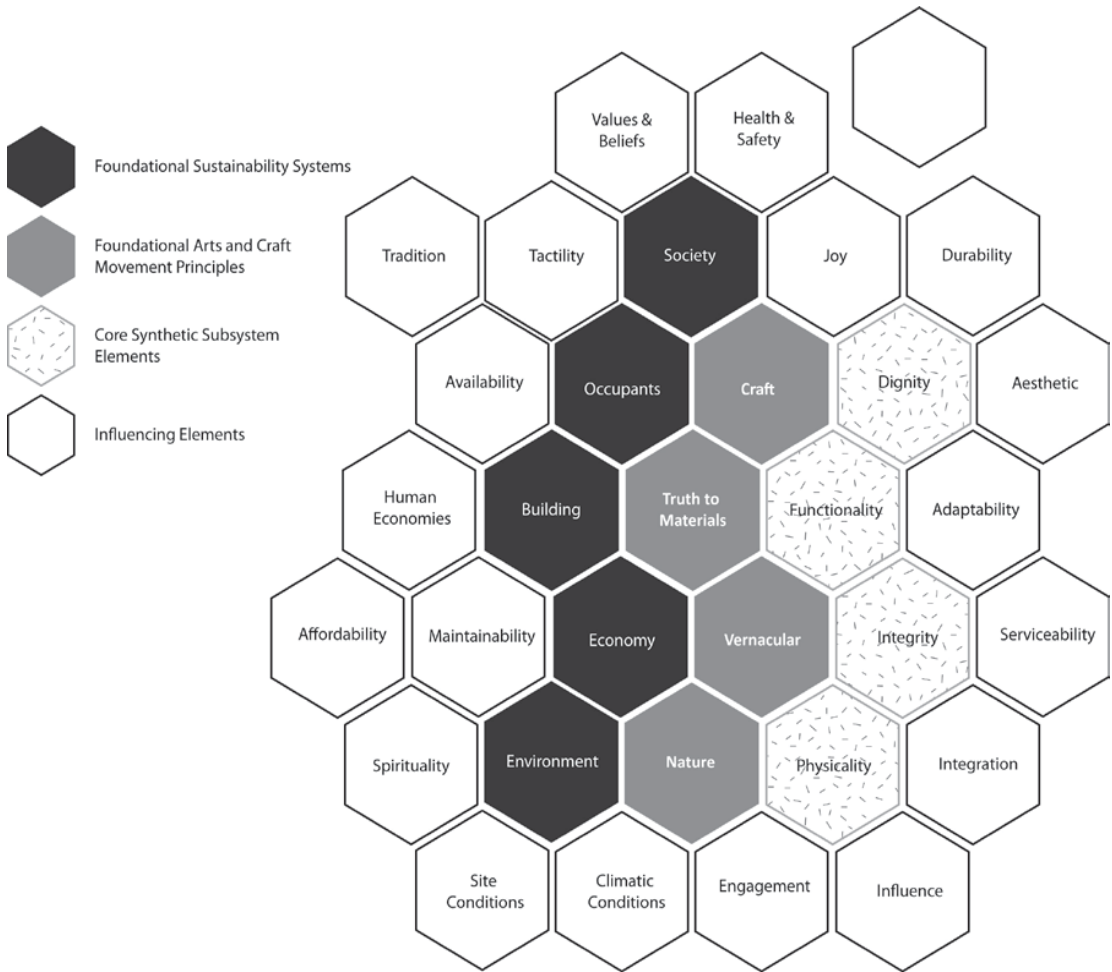 Foundational Sustainability Systems
Foundational Arts and Craft
Movement Principles
Core Synthetic Subsystem
Elements
Influencing Elements
Values &
Beliefs
Health &
Safety
Tradition
Tactility
Society
Joy
Durability
Availability
Occupants
Craft
Dignity
Aesthetic
Human
Economies
Building
Truth to
Materials
Functionality
Adaptability
Affordability
Maintainability
Economy
Vernacular
Integrity
Serviceability
Spirituality
Environment
Nature
Physicality
Integration
Site
Conditions
Climatic
Conditions
Engagement
Influence